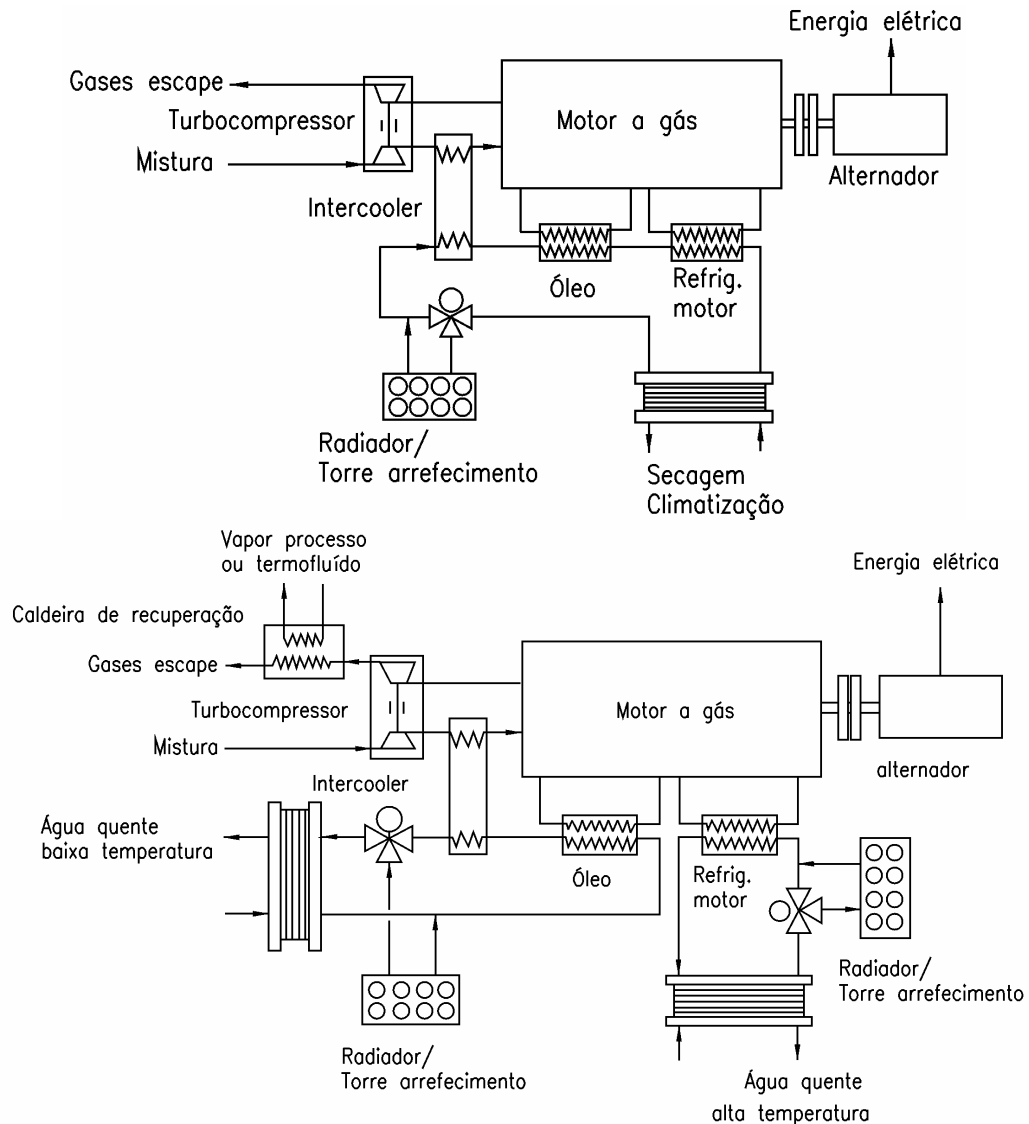 Energia elétrica
Gases escape
Turbocompressor
Mistura
Motor a gás
Alternador
Intercooler
Óleo
Refrig.
motor
Radiador/
Torre arrefecimento
Secagem
Climatização
Vapor processo
ou termofluído
Energia elétrica
Caldeira de recuperação
Gases escape
Turbocompressor
Mistura
Motor a gás
alternador
Intercooler
Água quente
baixa temperatura
Óleo
Refrig.
motor
Radiador/
Torre arrefecimento
Radiador/
Torre arrefecimento
Água quente
alta temperatura